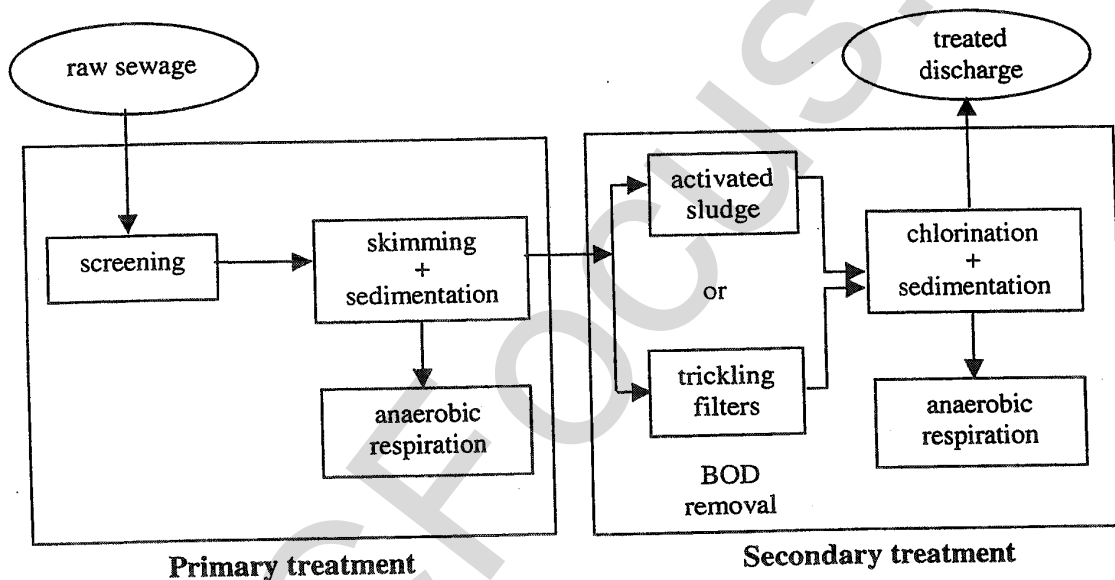 raw sewage
treated
discharge
screening
skimming
+
sedimentation
anaerobic
respiration
activated
sludge
or
trickling
filters
BOD
removal
chlorination
+
sedimentation
anaerobic
respiration
Primary treatment
Secondary treatment